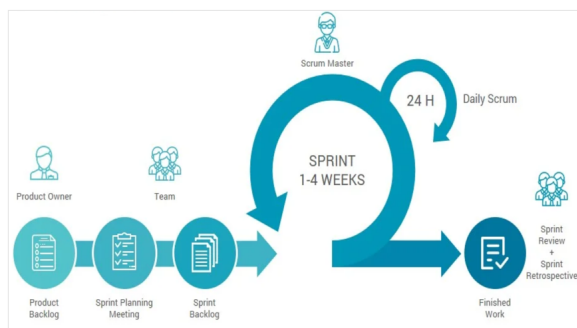 Scrum Master
24 H
Daily Scrum
SPRINT
1-4 WEEKS
Product Owner
Team
Sprint
Review
+
Sprint
Retrospective
Product
Backlog
Sprint Planning
Meeting
Sprint
Backlog
Finished
Work